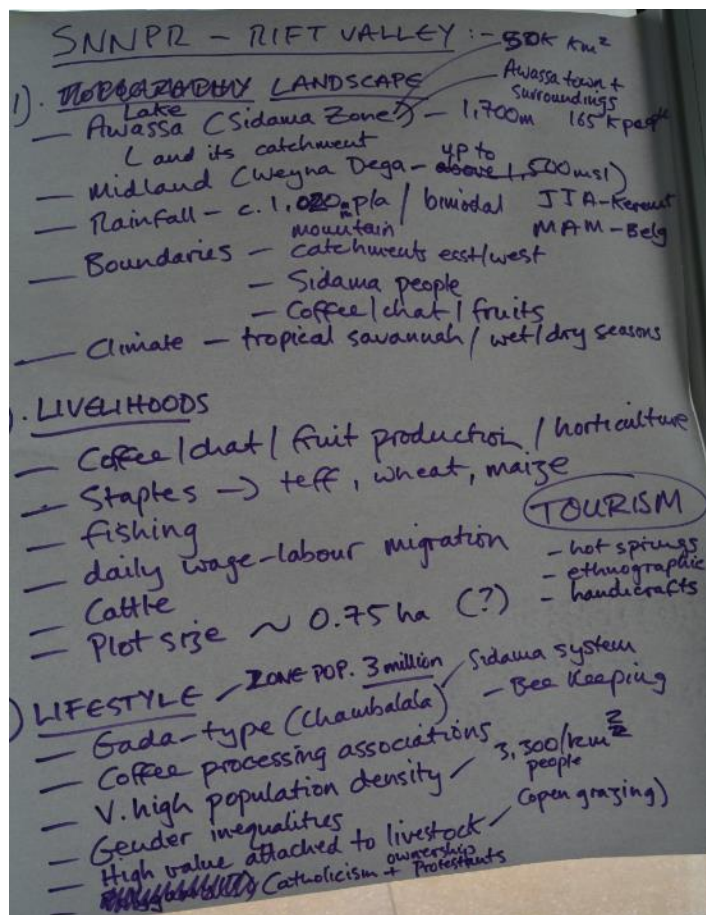 SNNPR – RIFT VALLEY :-
50K km²
1). LANDSCAPE
Awassa town + surroundings
165K people
— Lake Awassa (Sidama Zone) – 1,700m
( and its catchment
— Midland (Weyna Dega – up to 1,500msl)
— Rainfall – c. 1,020 pla / bimodal JJA-Keremt
MAM – Belg
— Boundaries – mountain catchments east/west
– Sidama people
– Coffee / chat / fruits
— Climate – tropical savannah / wet / dry seasons
). LIVELIHOODS
— Coffee / chat / fruit production / horticulture
— Staples → teff, wheat, maize
— fishing
— daily wage-labour migration
— Cattle
— Plot size ~ 0.75 ha (?)
TOURISM
– hot springs
– ethnographic
– handicrafts
) LIFESTYLE – ZONE POP. 3 million
— Gada-type (Chambalala) Sidama system
– Bee Keeping
— Coffee processing associations
— V. high population density – 3,300/km² people
— Gender inequalities
— High value attached to livestock ownership (open grazing)
— Catholicism + Protestants